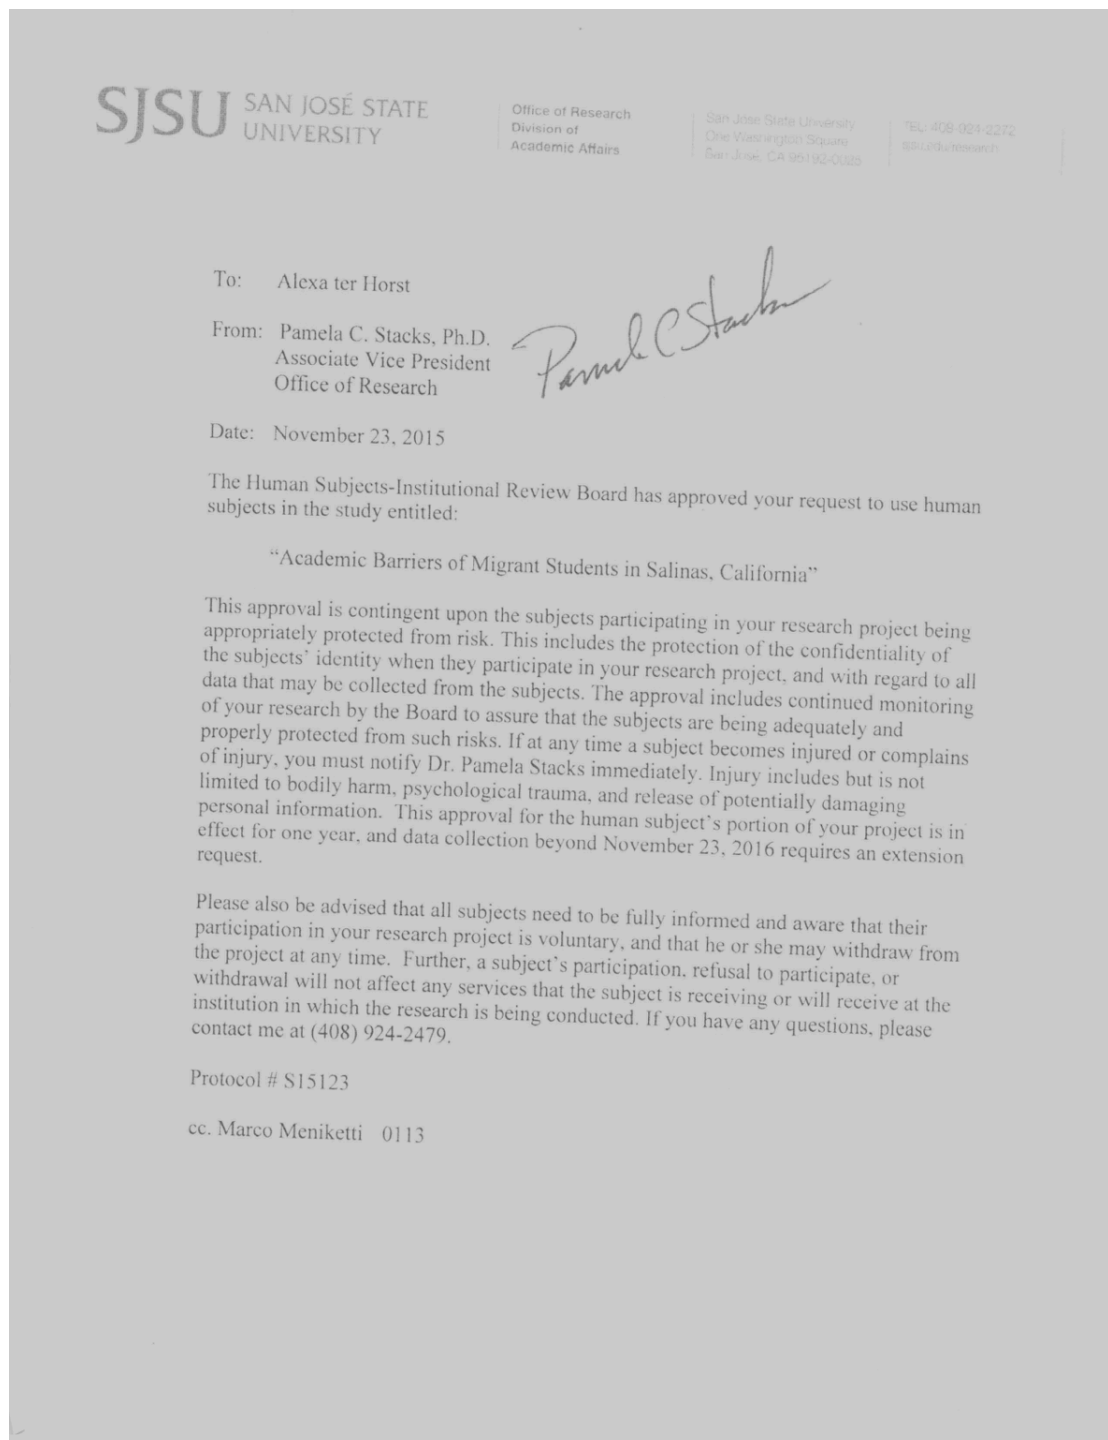 SJSU SAN JOSÉ STATE
UNIVERSITY
Office of Research
Division of
Academic Affairs
San José State University
One Washington Square
San José, CA 95192-0025
TEL: 408-924-2272
sjsu.edu/research
To: Alexa ter Horst
From: Pamela C. Stacks, Ph.D.
Associate Vice President
Office of Research
Pamela C Stacks
Date: November 23, 2015
The Human Subjects-Institutional Review Board has approved your request to use human
subjects in the study entitled:
“Academic Barriers of Migrant Students in Salinas, California”
This approval is contingent upon the subjects participating in your research project being
appropriately protected from risk. This includes the protection of the confidentiality of
the subjects’ identity when they participate in your research project, and with regard to all
data that may be collected from the subjects. The approval includes continued monitoring
of your research by the Board to assure that the subjects are being adequately and
properly protected from such risks. If at any time a subject becomes injured or complains
of injury, you must notify Dr. Pamela Stacks immediately. Injury includes but is not
limited to bodily harm, psychological trauma, and release of potentially damaging
personal information. This approval for the human subject’s portion of your project is in
effect for one year, and data collection beyond November 23, 2016 requires an extension
request.
Please also be advised that all subjects need to be fully informed and aware that their
participation in your research project is voluntary, and that he or she may withdraw from
the project at any time. Further, a subject’s participation, refusal to participate, or
withdrawal will not affect any services that the subject is receiving or will receive at the
institution in which the research is being conducted. If you have any questions, please
contact me at (408) 924-2479.
Protocol # S15123
cc. Marco Meniketti 0113